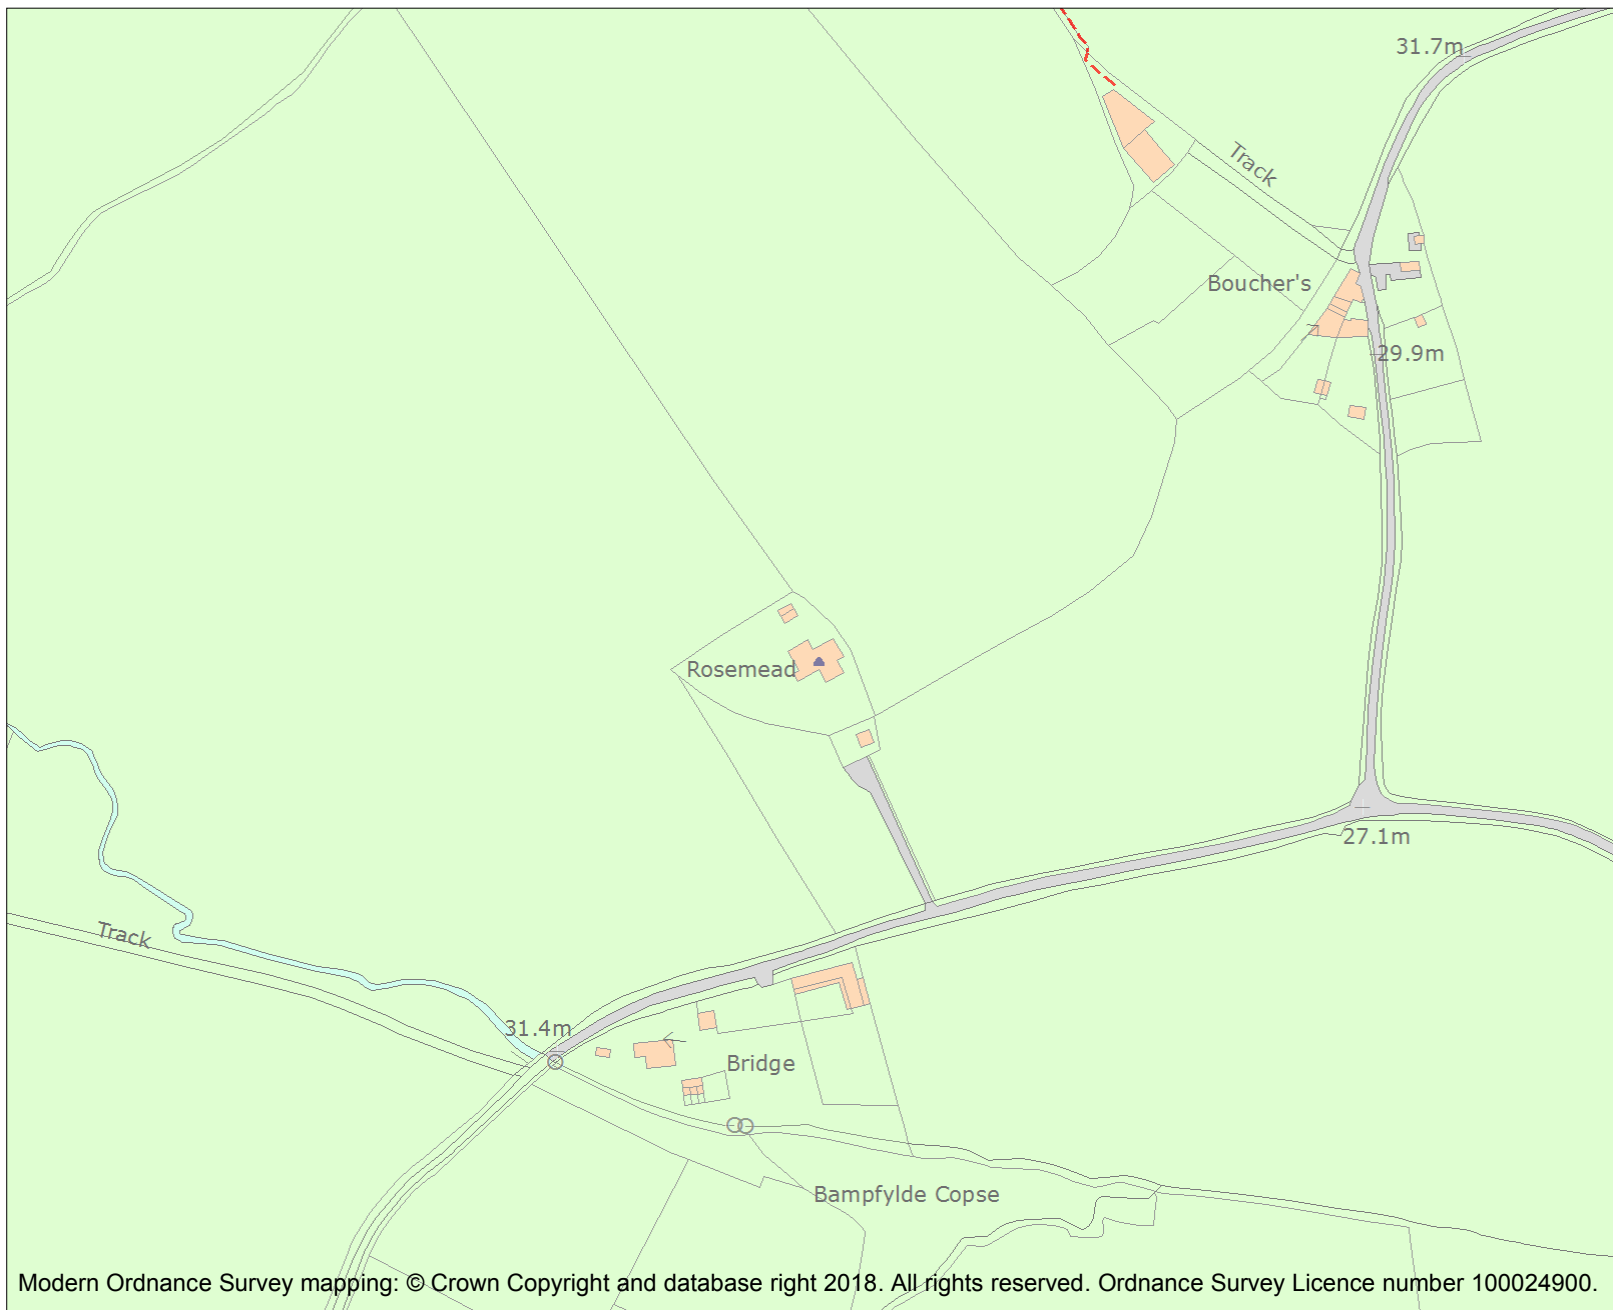 31.7m
Track
Boucher's
29.9m
Rosemead
27.1m
Track
31.4m
Bridge
Bampfylde Copse
Modern Ordnance Survey mapping: © Crown Copyright and database right 2018. All rights reserved. Ordnance Survey Licence number 100024900.